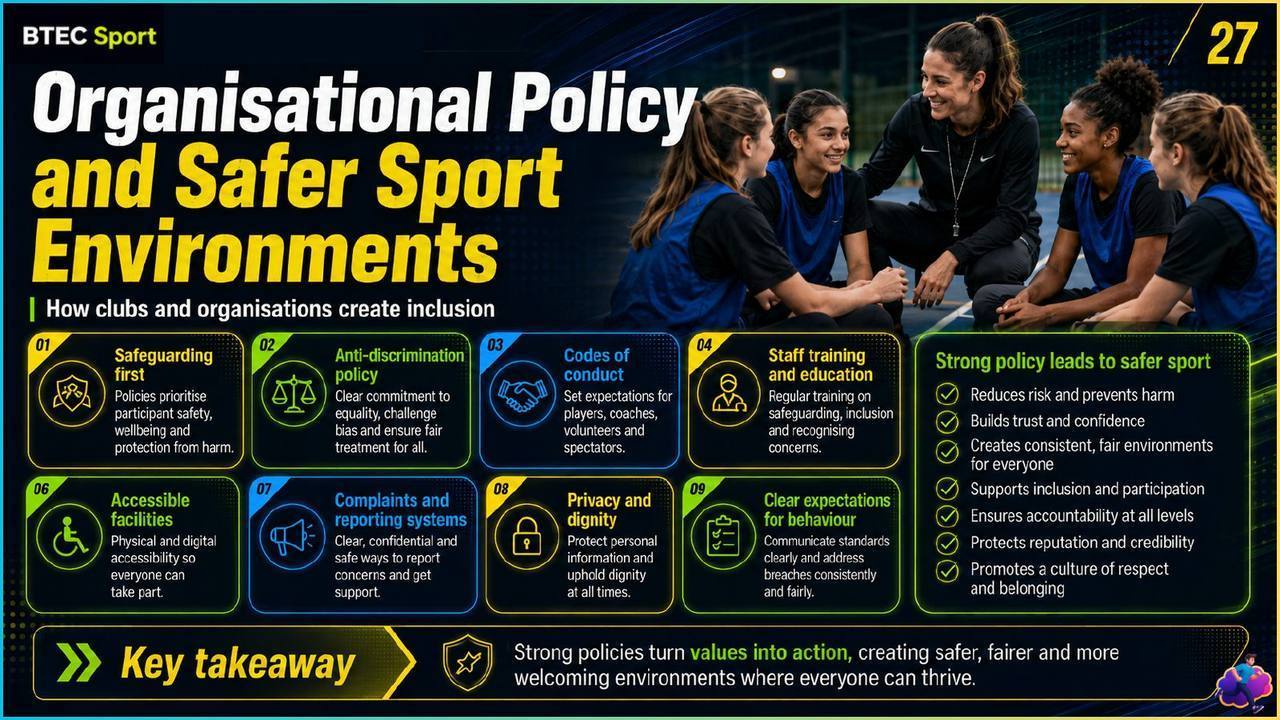 BTEC Sport
27
Organisational Policy
and Safer Sport
Environments
How clubs and organisations create inclusion
01
Safeguarding
first
Policies prioritise
participant safety,
wellbeing and
protection from harm.
02
Anti-discrimination
policy
Clear commitment to
equality, challenge
bias and ensure fair
treatment for all.
03
Codes of
conduct
Set expectations for
players, coaches,
volunteers and
spectators.
04
Staff training
and education
Regular training on
safeguarding, inclusion
and recognising
concerns.
06
Accessible
facilities
Physical and digital
accessibility so
everyone can
take part.
07
Complaints and
reporting systems
Clear, confidential and
safe ways to report
concerns and get
support.
08
Privacy and
dignity
Protect personal
information and
uphold dignity
at all times.
09
Clear expectations
for behaviour
Communicate standards
clearly and address
breaches consistently
and fairly.
Strong policy leads to safer sport
Reduces risk and prevents harm
Builds trust and confidence
Creates consistent, fair environments
for everyone
Supports inclusion and participation
Ensures accountability at all levels
Protects reputation and credibility
Promotes a culture of respect
and belonging
Key takeaway
Strong policies turn values into action, creating safer, fairer and more
welcoming environments where everyone can thrive.